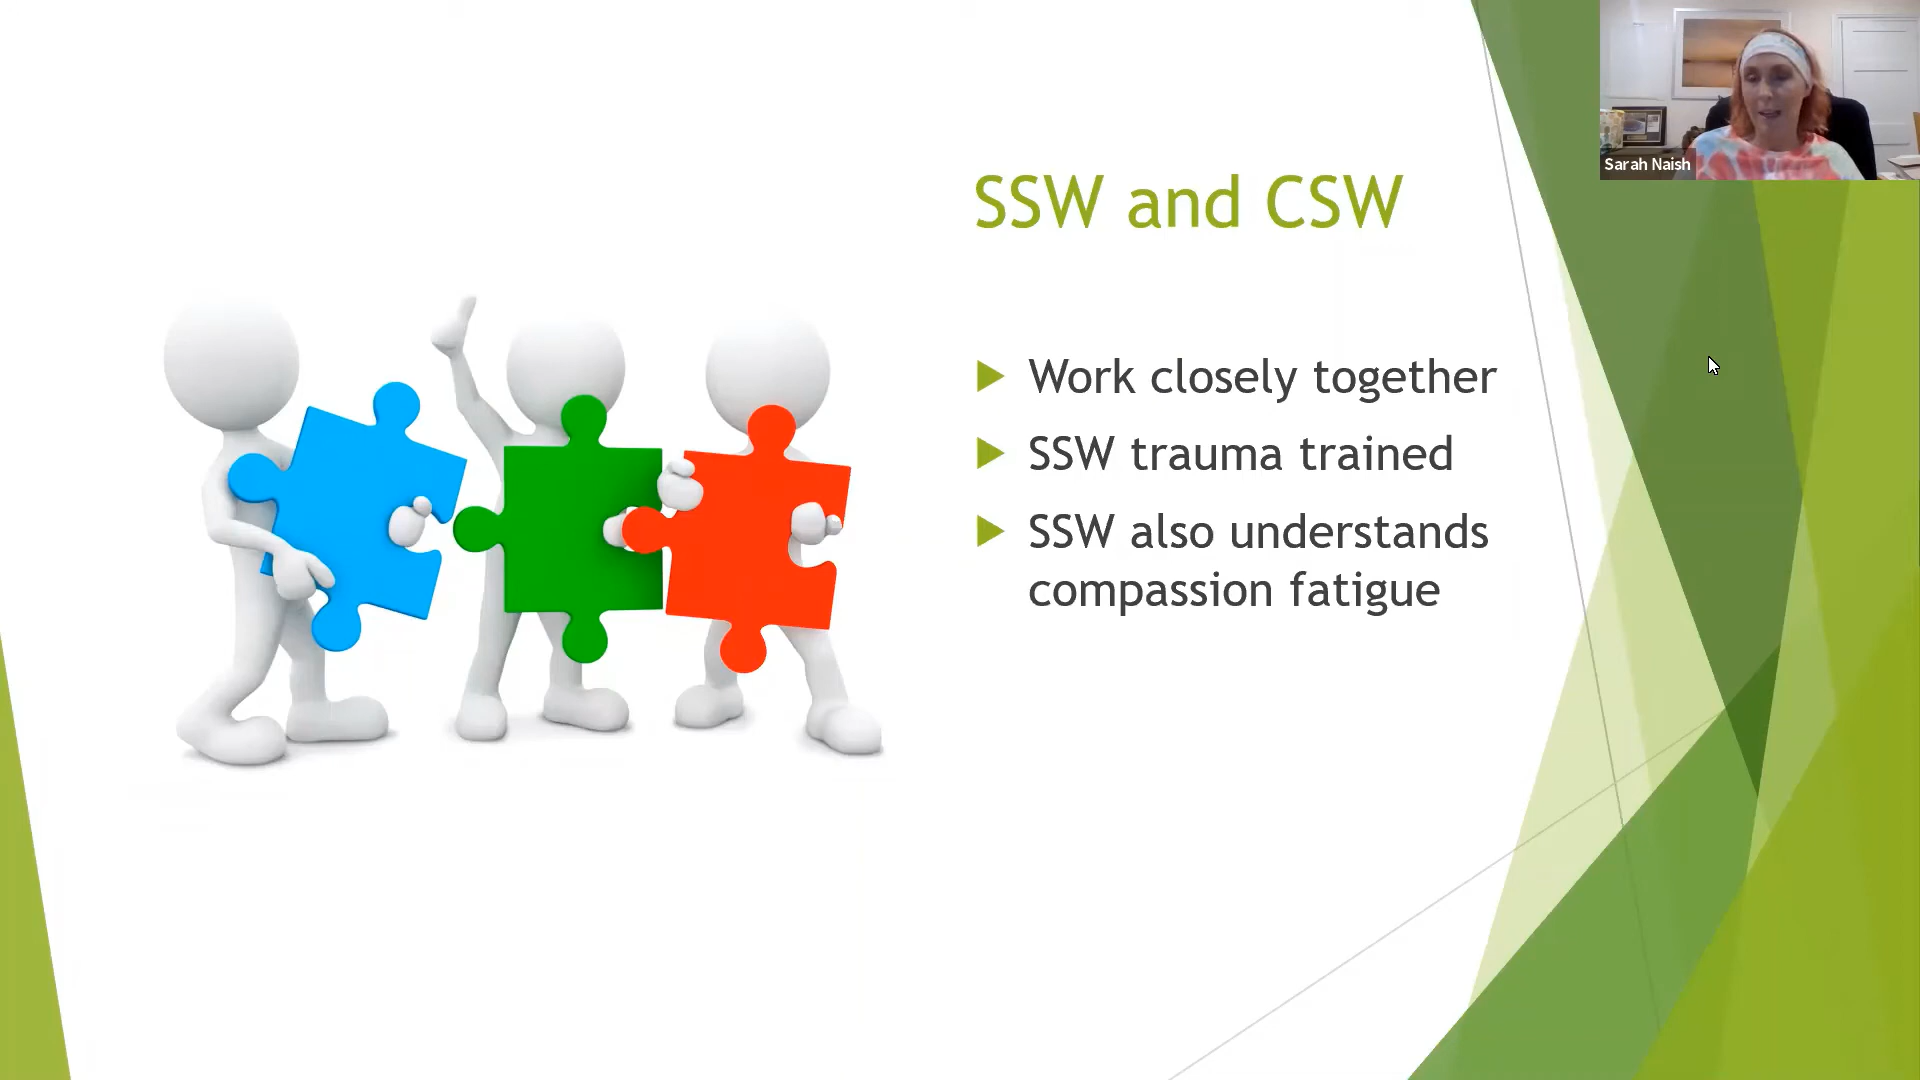 Sarah Naish
SSW and CSW
Work closely together
SSW trauma trained
SSW also understands
compassion fatigue